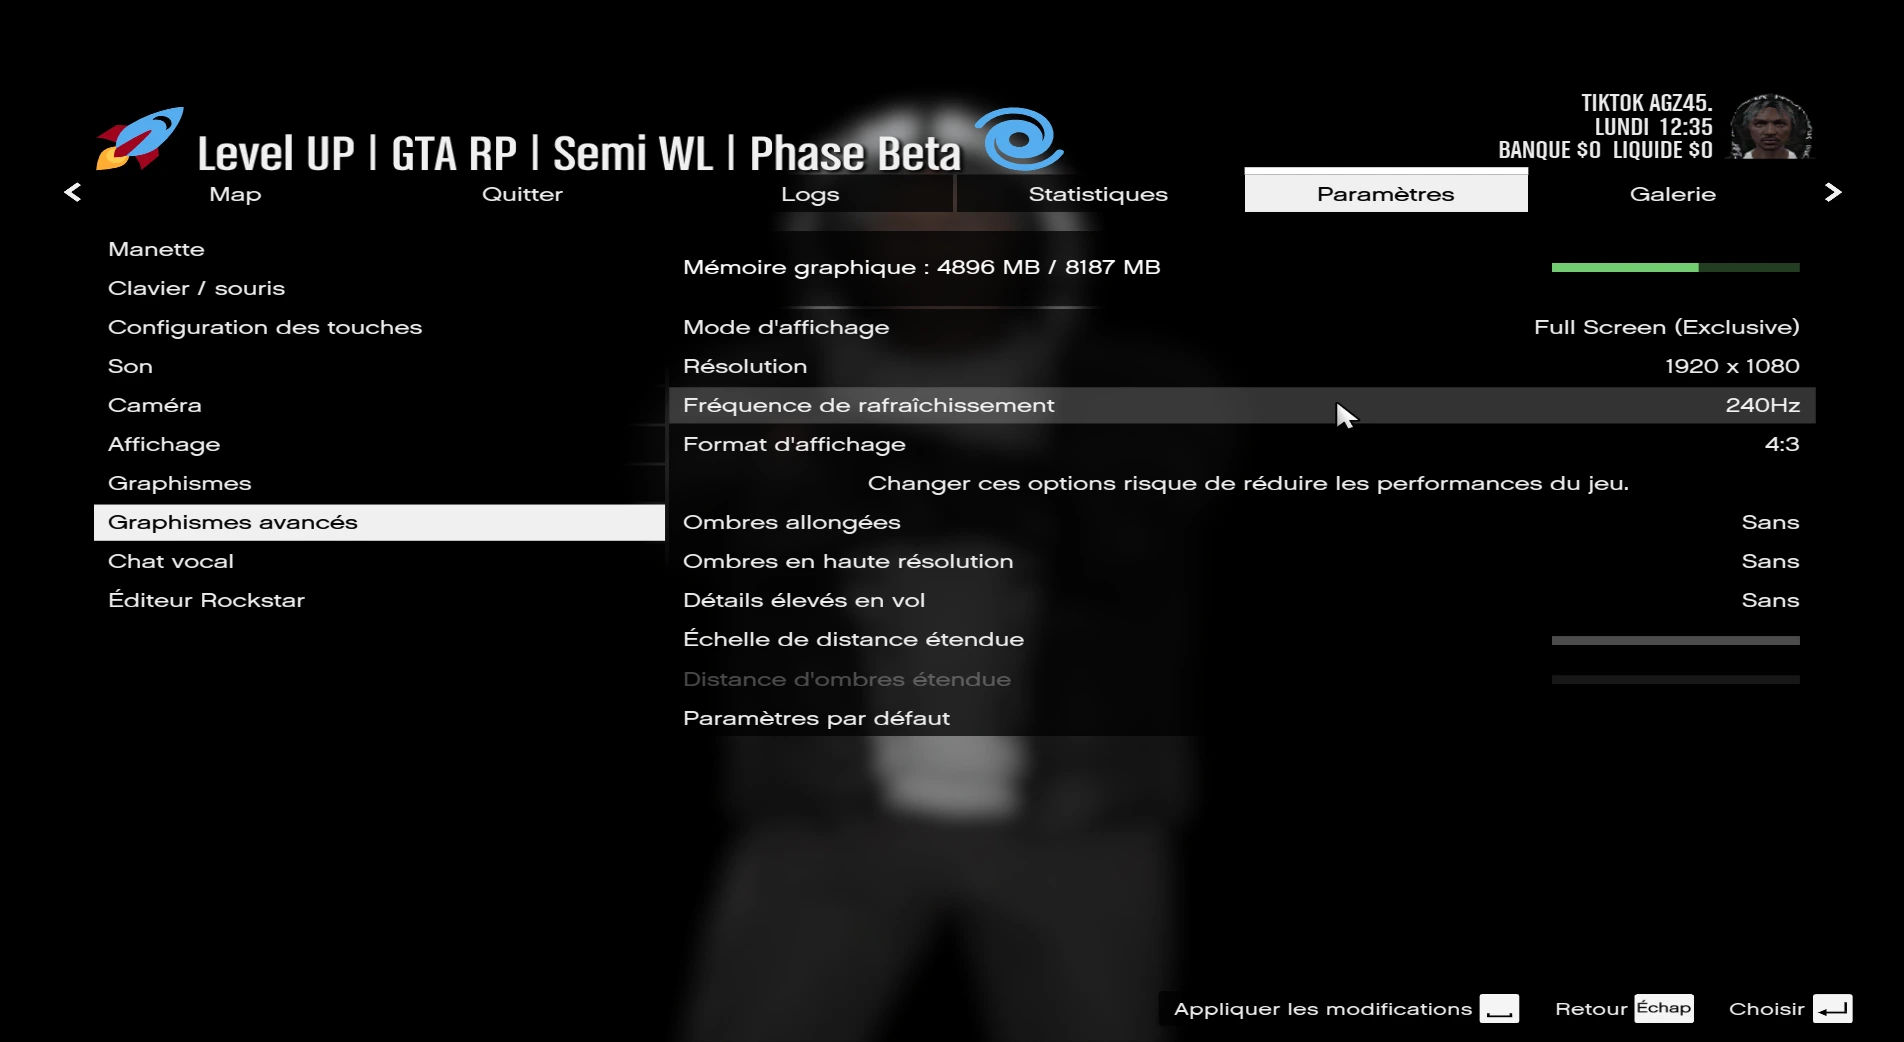 Level UP | GTA RP | Semi WL | Phase Beta
TIKTOK AGZ45.
LUNDI 12:35
BANQUE $0 LIQUIDE $0
Map Quitter Logs Statistiques Paramètres Galerie
Manette
Clavier / souris
Configuration des touches
Son
Caméra
Affichage
Graphismes
Graphismes avancés
Chat vocal
Éditeur Rockstar
Mémoire graphique : 4896 MB / 8187 MB
Mode d'affichage Full Screen (Exclusive)
Résolution 1920 x 1080
Fréquence de rafraîchissement 240Hz
Format d'affichage 4:3
Changer ces options risque de réduire les performances du jeu.
Ombres allongées Sans
Ombres en haute résolution Sans
Détails élevés en vol Sans
Échelle de distance étendue
Distance d'ombres étendue
Paramètres par défaut
Appliquer les modifications Retour Échap Choisir